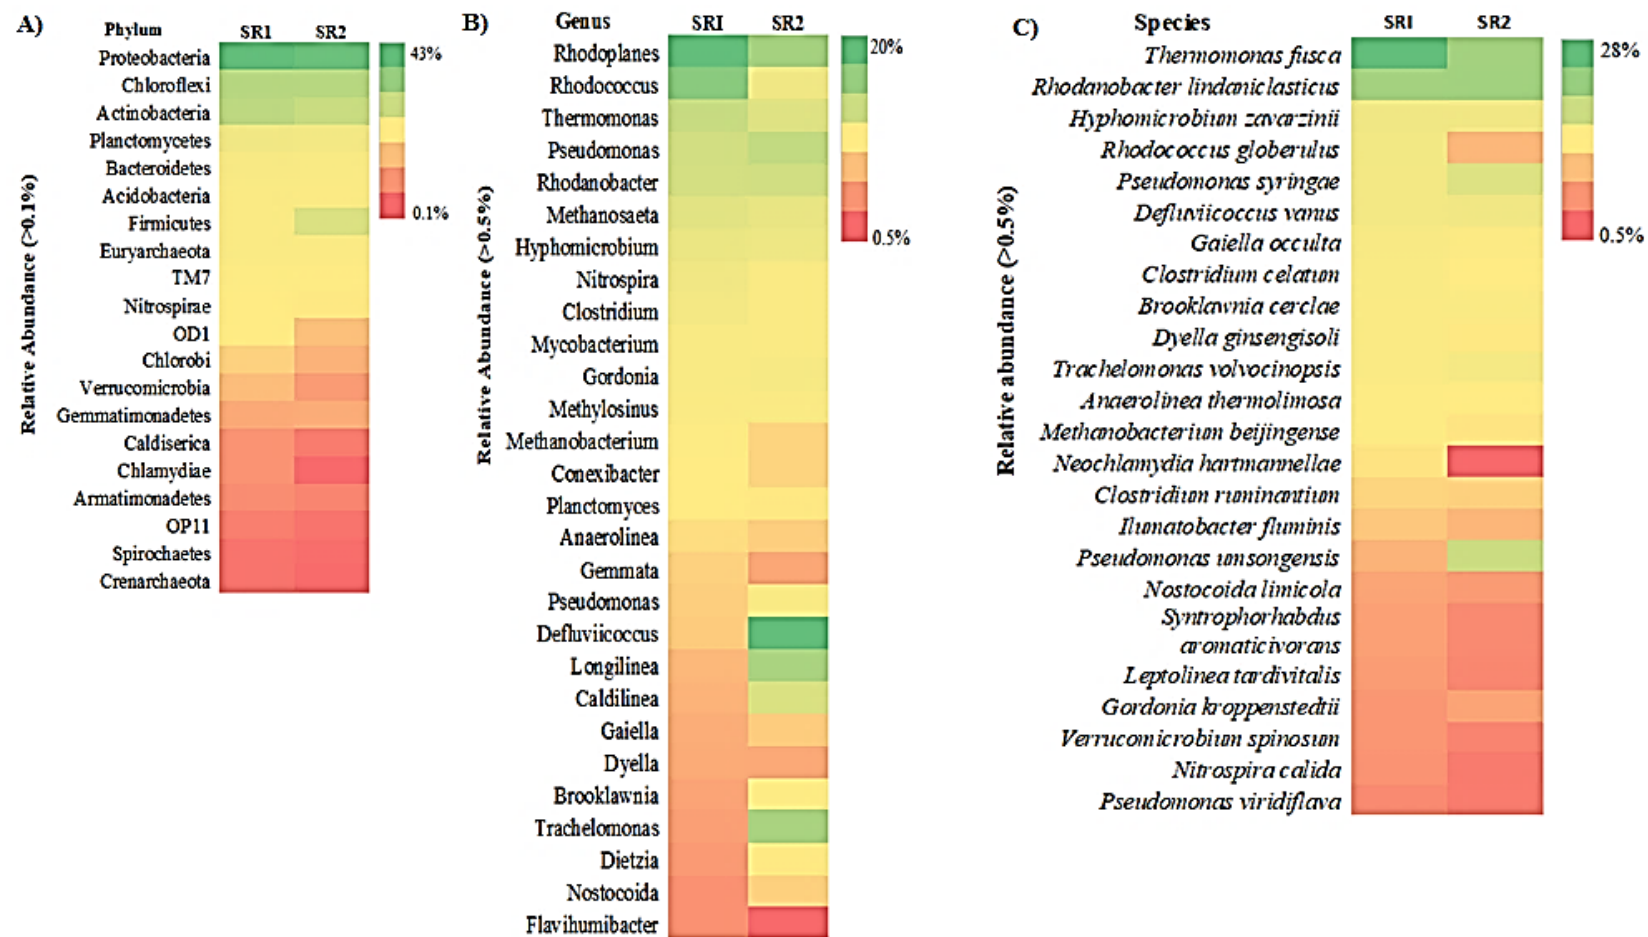 A)
Phylum SR1 SR2
Relative Abundance (>0.1%)
Proteobacteria
Chloroflexi
Actinobacteria
Planctomycetes
Bacteroidetes
Acidobacteria
Firmicutes
Euryarchaeota
TM7
Nitrospirae
OD1
Chlorobi
Verrucomicrobia
Gemmatimonadetes
Caldiserica
Chlamydiae
Armatimonadetes
OP11
Spirochaetes
Crenarchaeota
43%
0.1%
B)
Genus SR1 SR2
Relative Abundance (>0.5%)
Rhodoplanes
Rhodococcus
Thermomonas
Pseudomonas
Rhodanobacter
Methanosaeta
Hyphomicrobium
Nitrospira
Clostridium
Mycobacterium
Gordonia
Methylosinus
Methanobacterium
Conexibacter
Planctomyces
Anaerolinea
Gemmata
Pseudomonas
Defluviicoccus
Longilinea
Caldilinea
Gaiella
Dyella
Brooklawnia
Trachelomonas
Dietzia
Nostocoida
Flavihumibacter
20%
0.5%
C)
Species SR1 SR2
Relative abundance (>0.5%)
Thermomonas fusca
Rhodanobacter lindaniclasticus
Hyphomicrobium zavarzinii
Rhodococcus globerulus
Pseudomonas syringae
Defluviicoccus vanus
Gaiella occulta
Clostridium celatum
Brooklawnia cerclae
Dyella ginsengisoli
Trachelomonas volvocinopsis
Anaerolinea thermolimosa
Methanobacterium beijingense
Neochlamydia hartmannellae
Clostridium ruminantium
Ilumatobacter fluminis
Pseudomonas umsongensis
Nostocoida limicola
Syntrophorhabdus
aromaticivorans
Leptolinea tardivitalis
Gordonia kroppenstedtii
Verrucomicrobium spinosum
Nitrospira calida
Pseudomonas viridiflava
28%
0.5%